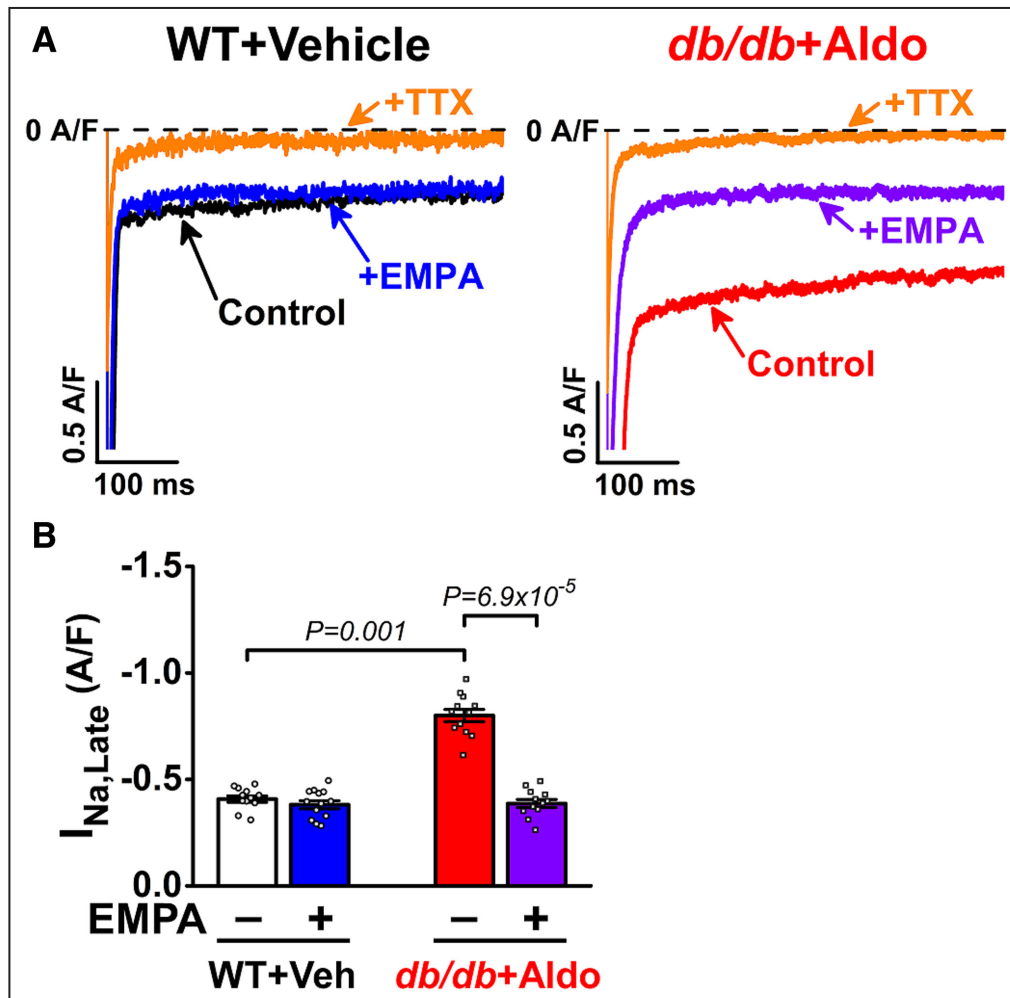 A
WT+Vehicle
db/db+Aldo
+TTX
+TTX
0 A/F
0 A/F
+EMPA
+EMPA
Control
Control
0.5 A/F
100 ms
0.5 A/F
100 ms
B
-1.5
P=6.9x10-5
P=0.001
-1.0
-0.5
0.0
INa,Late (A/F)
EMPA − + − +
WT+Veh db/db+Aldo